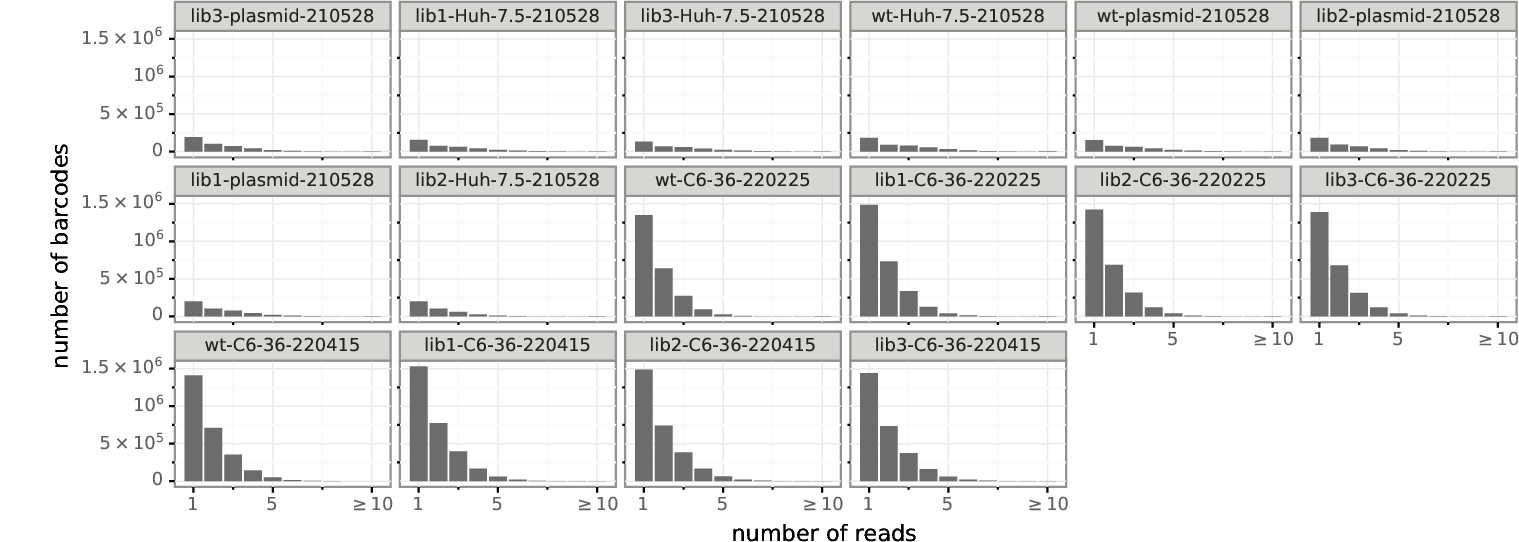 lib3-plasmid-210528 lib1-Huh-7.5-210528 lib3-Huh-7.5-210528 wt-Huh-7.5-210528 wt-plasmid-210528 lib2-plasmid-210528
1.5 × 10⁶
10⁶
5 × 10⁵
0
lib1-plasmid-210528 lib2-Huh-7.5-210528 wt-C6-36-220225 lib1-C6-36-220225 lib2-C6-36-220225 lib3-C6-36-220225
1.5 × 10⁶
10⁶
5 × 10⁵
0
1 5 ≥ 10 1 5 ≥ 10
wt-C6-36-220415 lib1-C6-36-220415 lib2-C6-36-220415 lib3-C6-36-220415
1.5 × 10⁶
10⁶
5 × 10⁵
0
1 5 ≥ 10 1 5 ≥ 10 1 5 ≥ 10 1 5 ≥ 10
number of barcodes
number of reads